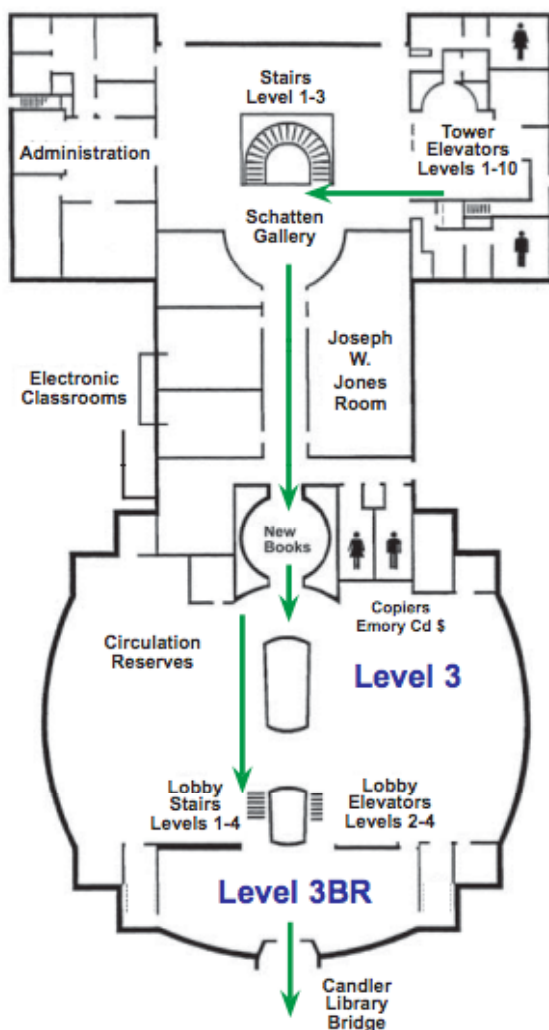 Stairs
Level 1-3
Administration
Tower
Elevators
Levels 1-10
Schatten
Gallery
Joseph
W.
Jones
Room
Electronic
Classrooms
New
Books
Copiers
Emory Cd $
Circulation
Reserves
Level 3
Lobby
Stairs
Levels 1-4
Lobby
Elevators
Levels 2-4
Level 3BR
Candler
Library
Bridge